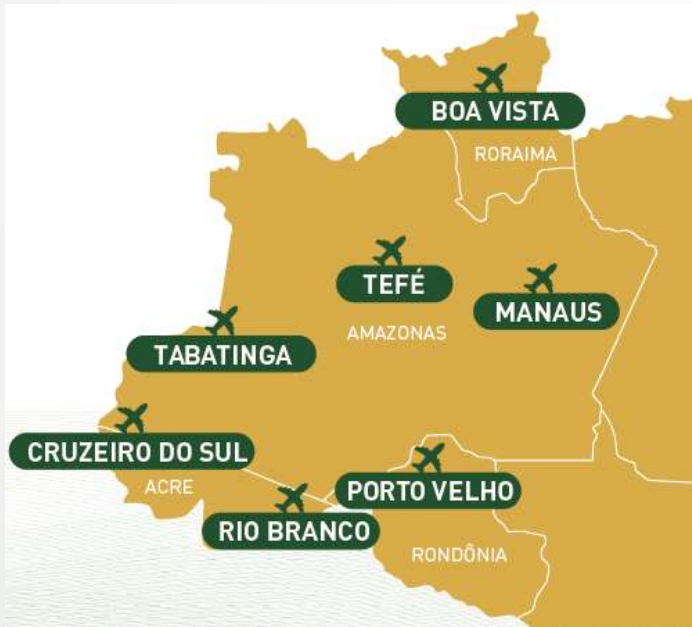 BOA VISTA
RORAIMA
TEFÉ
MANAUS
AMAZONAS
TABATINGA
CRUZEIRO DO SUL
ACRE
PORTO VELHO
RIO BRANCO
RONDÔNIA